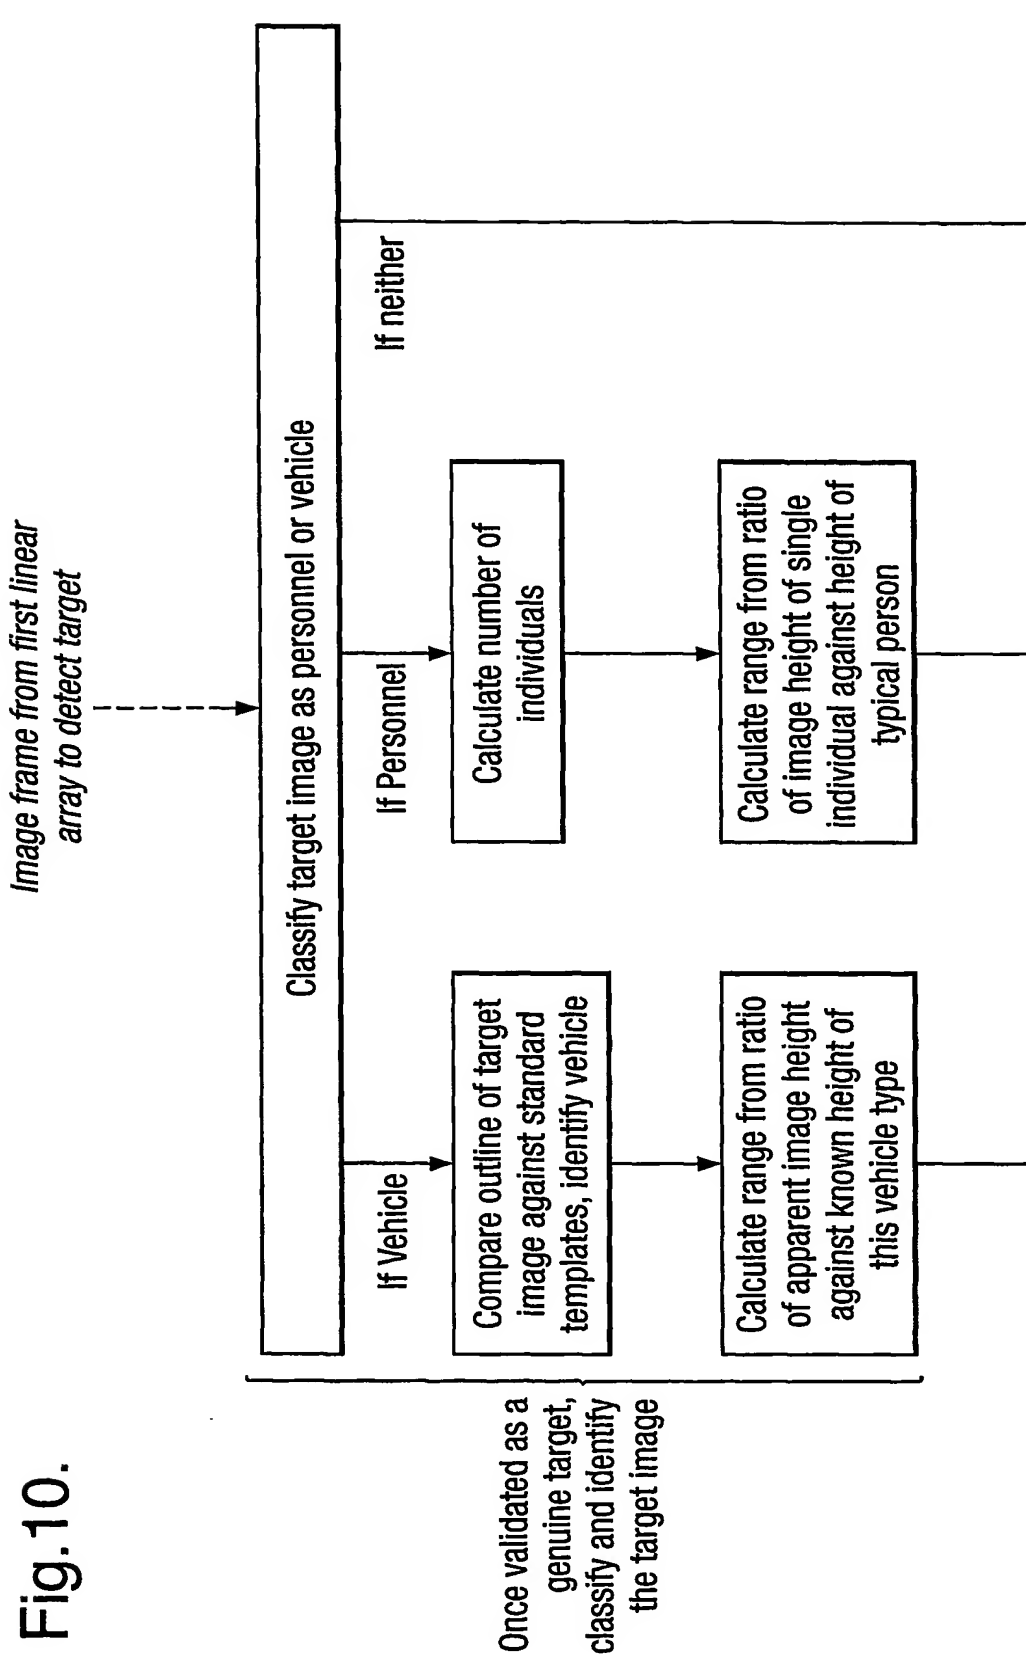 Fig.10.
Image frame from first linear
array to detect target
Classify target image as personnel or vehicle
If Vehicle
If Personnel
If neither
Once validated as a
genuine target,
classify and identify
the target image
Compare outline of target
image against standard
templates, identify vehicle
Calculate number of
individuals
Calculate range from ratio
of apparent image height
against known height of
this vehicle type
Calculate range from ratio
of image height of single
individual against height of
typical person